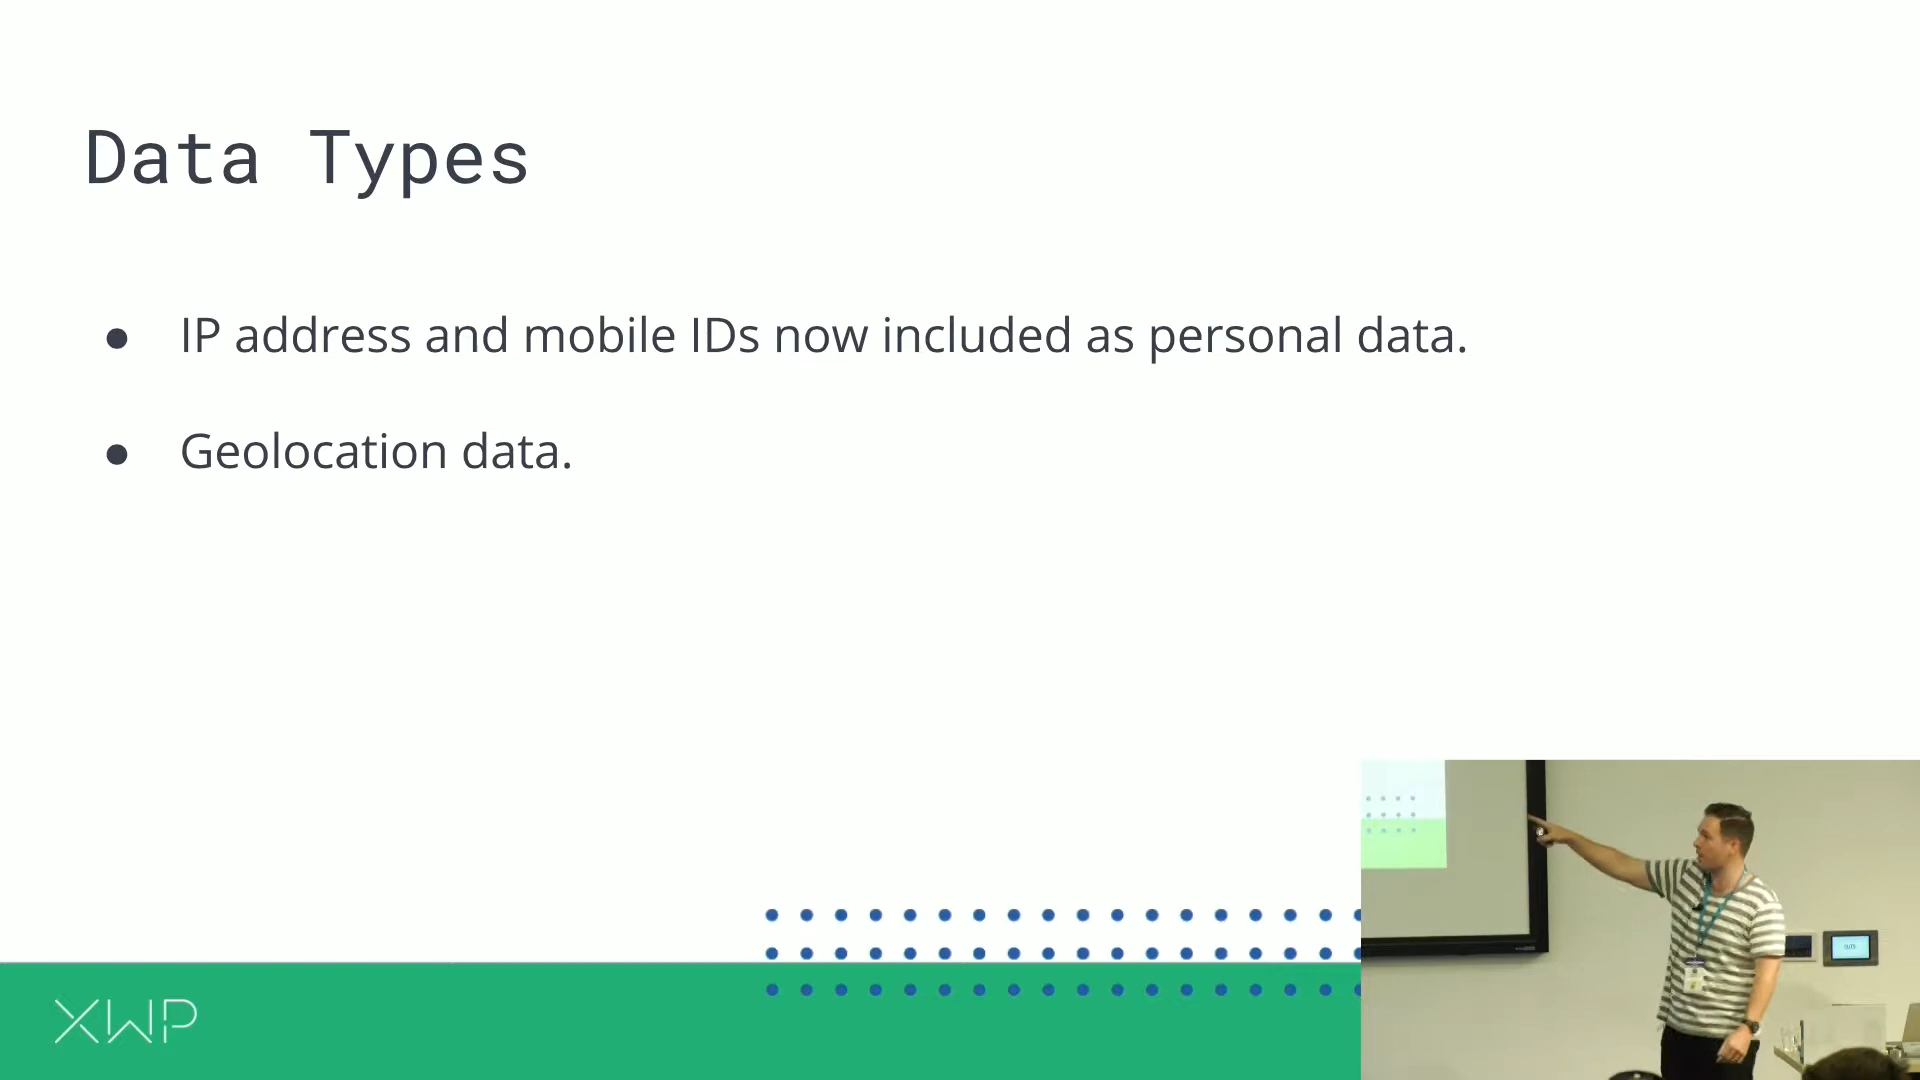 Data Types
● IP address and mobile IDs now included as personal data.
● Geolocation data.
XWP